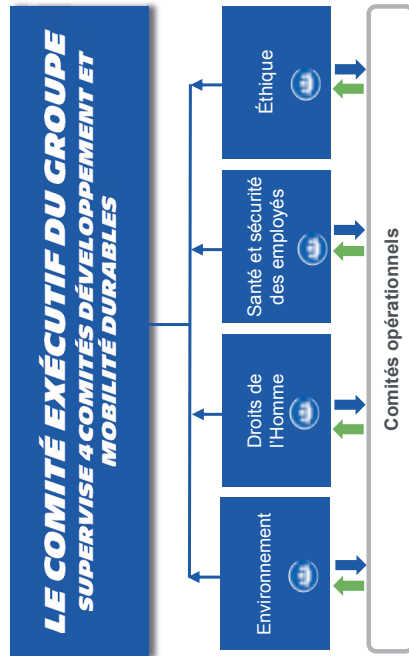 LE COMITÉ EXÉCUTIF DU GROUPE
SUPERVISE 4 COMITÉS DÉVELOPPEMENT ET
MOBILITÉ DURABLES
Environnement
Droits de
l’Homme
Santé et sécurité
des employés
Éthique
Comités opérationnels